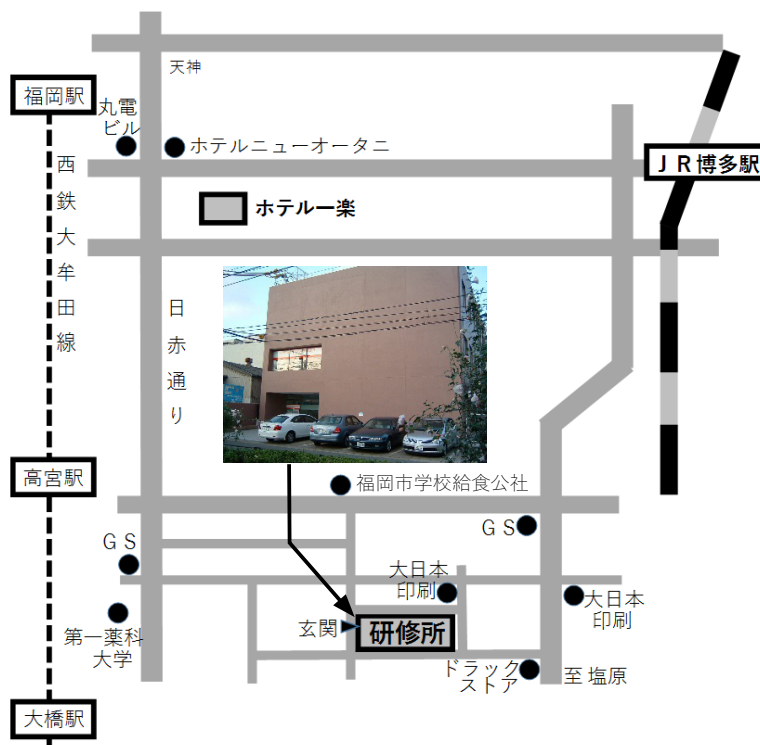 天神
福岡駅
丸電
ビル
ホテルニューオータニ
ＪＲ博多駅
西鉄大牟田線
ホテル一楽
日赤通り
高宮駅
福岡市学校給食公社
ＧＳ
ＧＳ
大日本
印刷
大日本
印刷
第一薬科
大学
玄関
研修所
ドラック
ストア
至 塩原
大橋駅